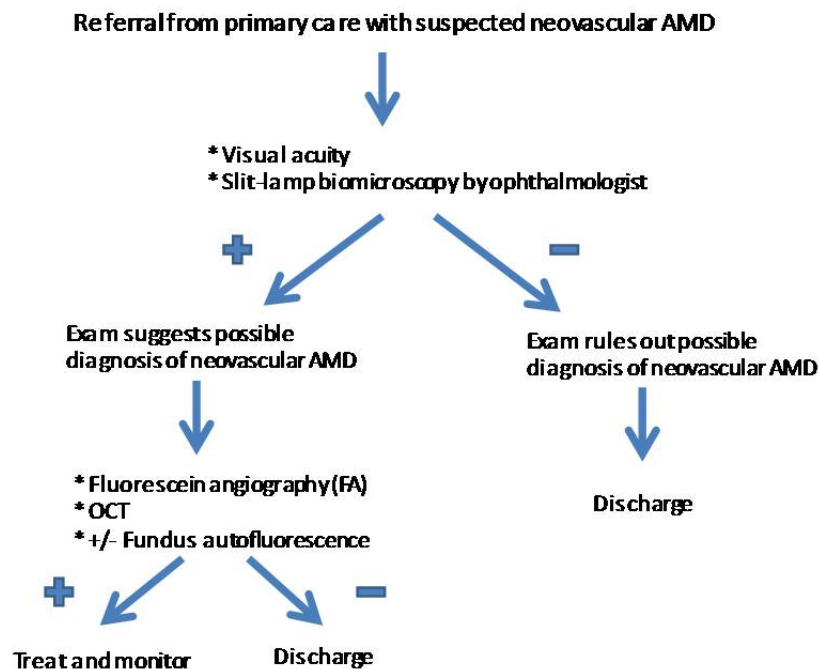 Referral from primary care with suspected neovascular AMD
* Visual acuity
* Slit-lamp biomicroscopy by ophthalmologist
Exam suggests possible
diagnosis of neovascular AMD
Exam rules out possible
diagnosis of neovascular AMD
* Fluorescein angiography (FA)
* OCT
* +/- Fundus autofluorescence
Discharge
Treat and monitor
Discharge